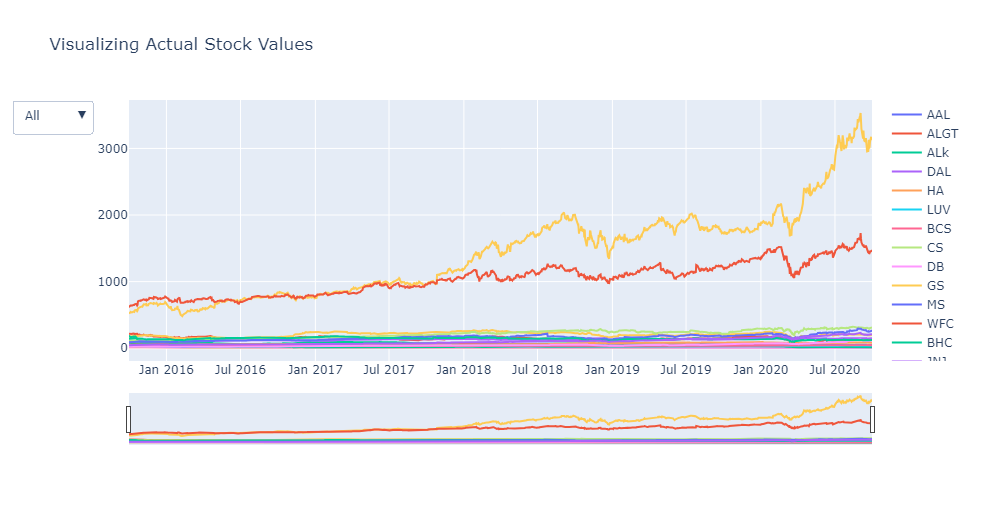 Visualizing Actual Stock Values
All ▼
3000
2000
1000
0
Jan 2016 Jul 2016 Jan 2017 Jul 2017 Jan 2018 Jul 2018 Jan 2019 Jul 2019 Jan 2020 Jul 2020
AAL
ALGT
ALk
DAL
HA
LUV
BCS
CS
DB
GS
MS
WFC
BHC